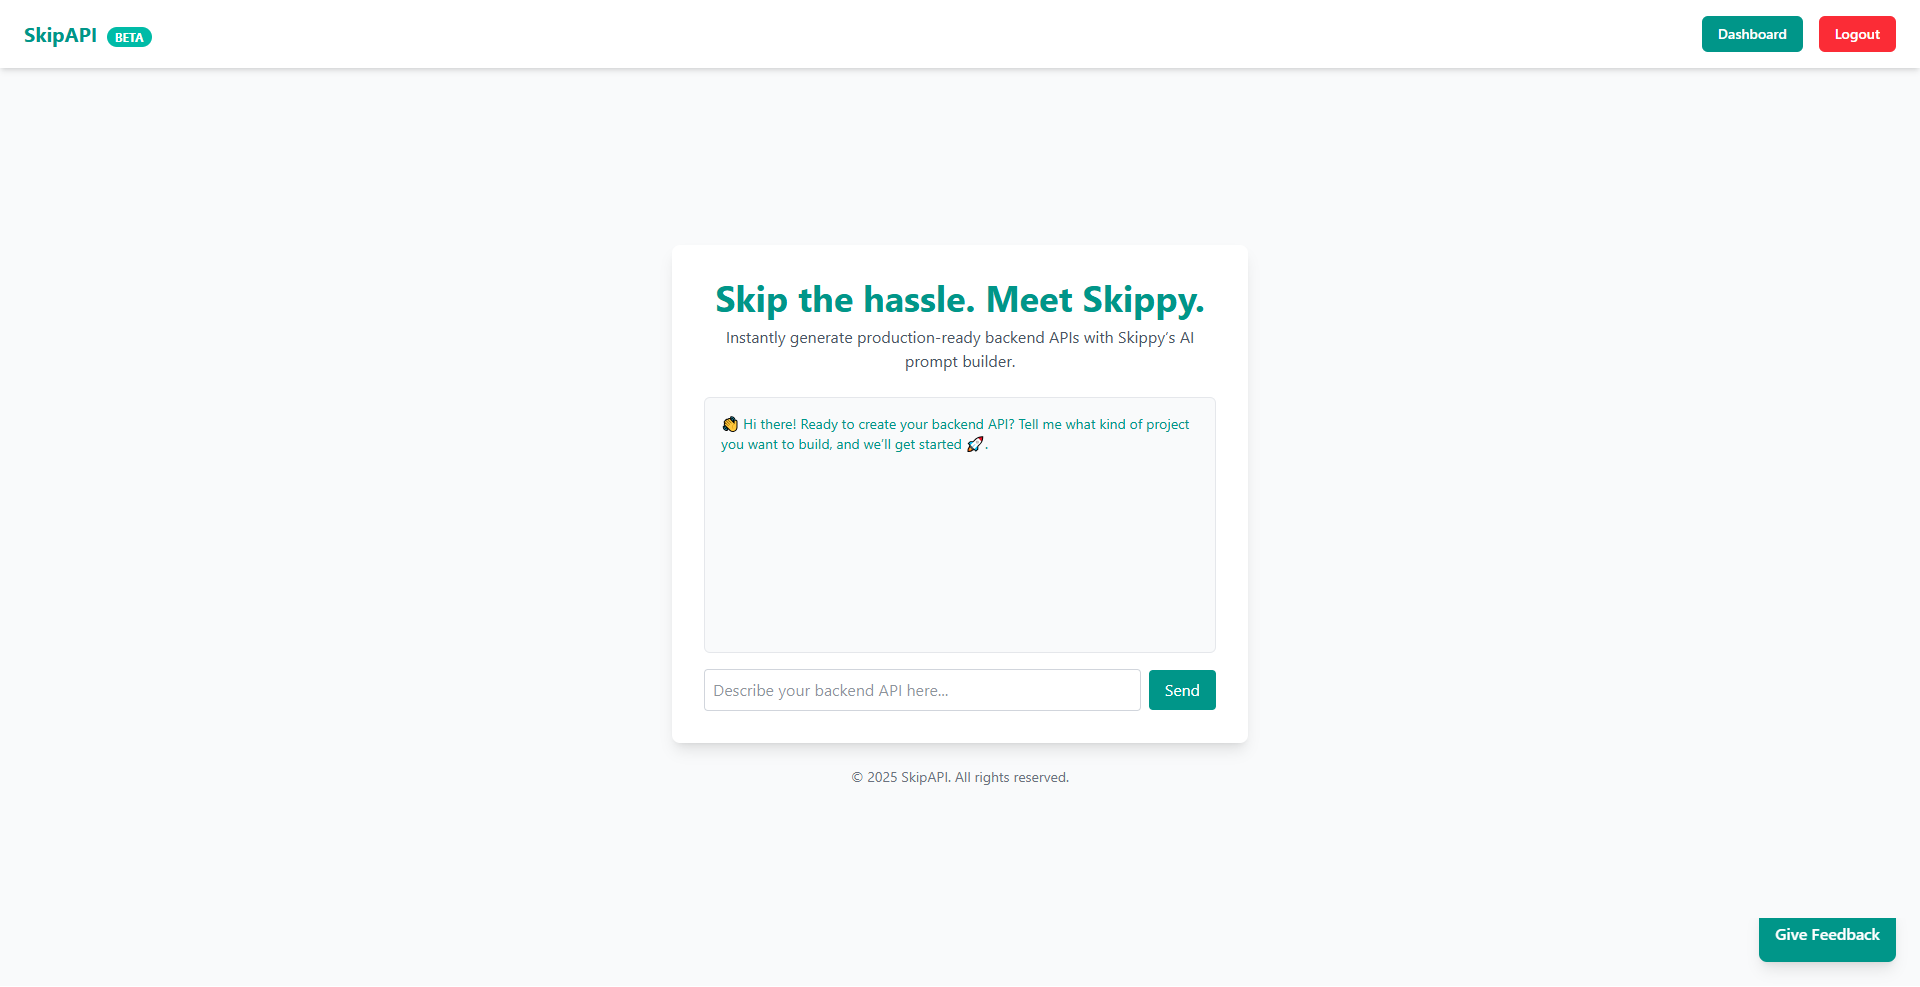 SkipAPI BETA
Dashboard
Logout
Skip the hassle. Meet Skippy.
Instantly generate production-ready backend APIs with Skippy's AI
prompt builder.
👏 Hi there! Ready to create your backend API? Tell me what kind of project
you want to build, and we'll get started 🚀.
Describe your backend API here...
Send
© 2025 SkipAPI. All rights reserved.
Give Feedback